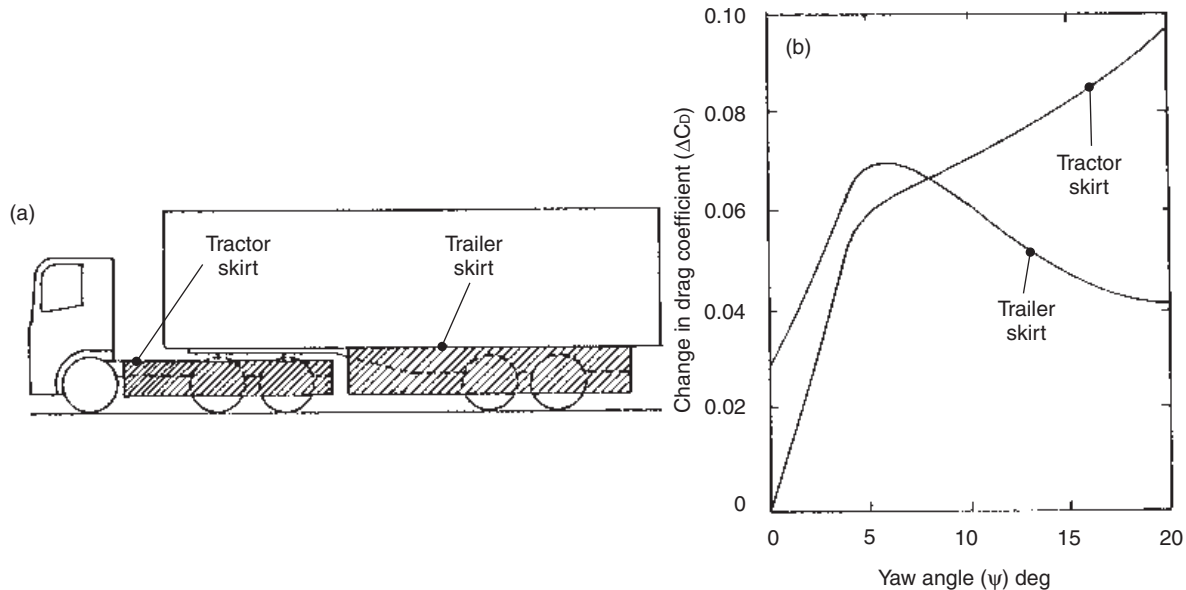 (a)
Tractor
skirt
Trailer
skirt
(b)
Change in drag coefficient (ΔCD)
0.10
0.08
0.06
0.04
0.02
0
Tractor
skirt
Trailer
skirt
0 5 10 15 20
Yaw angle (ψ) deg